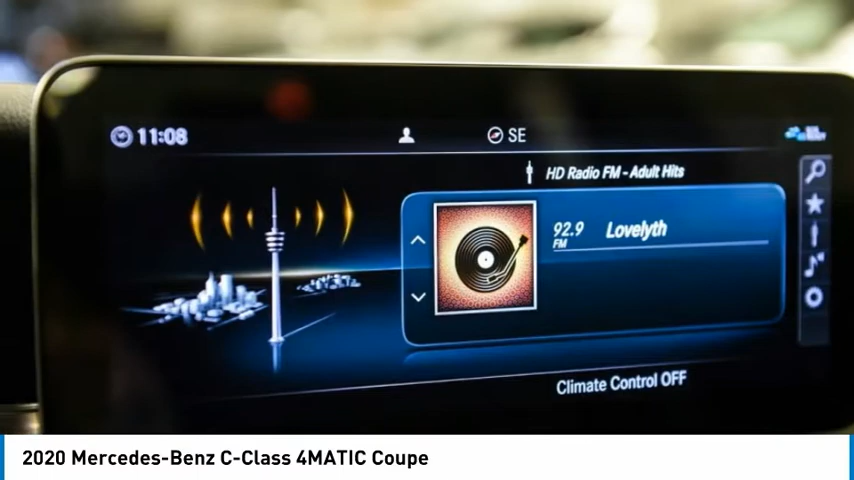 11:08
SE
HD Radio FM - Adult Hits
92.9
FM
Lovelyth
Climate Control OFF
2020 Mercedes-Benz C-Class 4MATIC Coupe